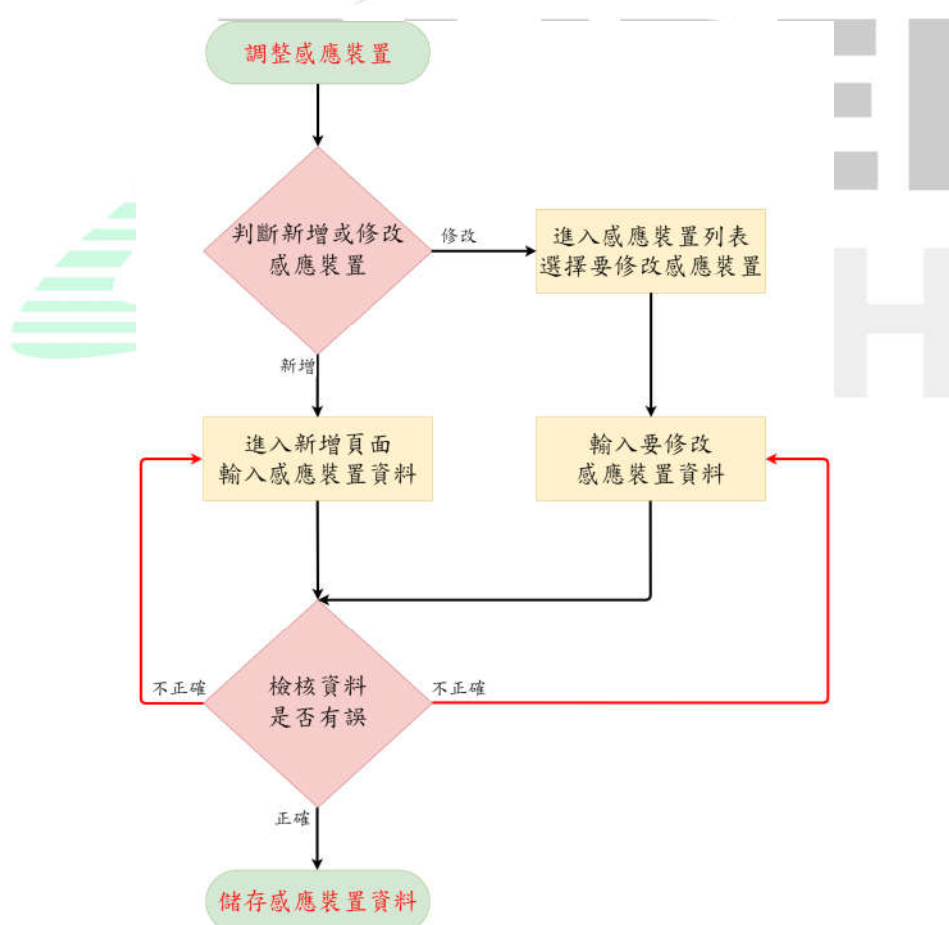 調整感應裝置
判斷新增或修改
感應裝置
修改
進入感應裝置列表
選擇要修改感應裝置
新增
進入新增頁面
輸入感應裝置資料
輸入要修改
感應裝置資料
不正確
檢核資料
是否有誤
不正確
正確
儲存感應裝置資料